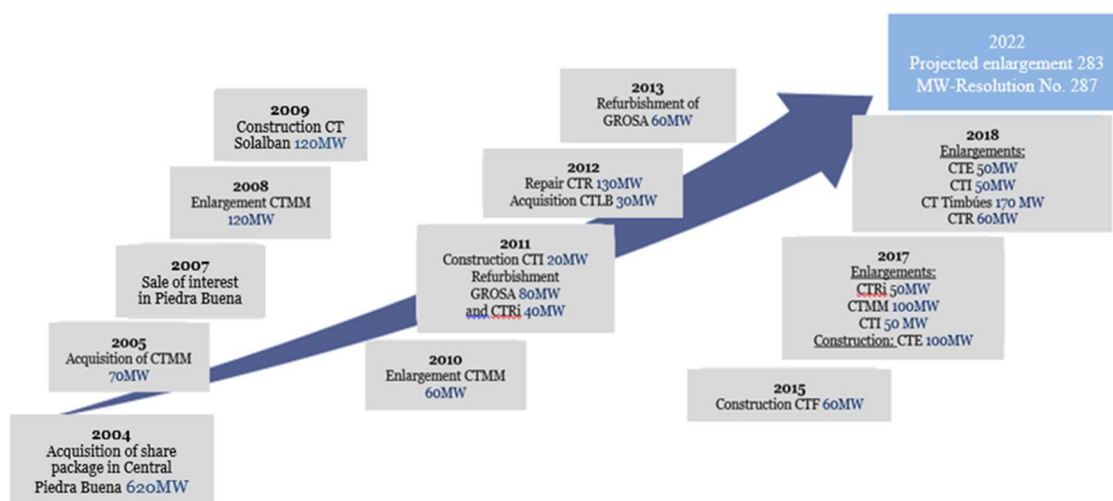 2004
Acquisition of share
package in Central
Piedra Buena 620MW
2005
Acquisition of CTMM
70MW
2007
Sale of interest
in Piedra Buena
2008
Enlargement CTMM
120MW
2009
Construction CT
Solalban 120MW
2010
Enlargement CTMM
60MW
2011
Construction CTI 20MW
Refurbishment
GROSA 80MW
and CTRi 40MW
2012
Repair CTR 130MW
Acquisition CTLB 30MW
2013
Refurbishment of
GROSA 60MW
2015
Construction CTF 60MW
2017
Enlargements:
CTRi 50MW
CTMM 100MW
CTI 50 MW
Construction: CTE 100MW
2018
Enlargements:
CTE 50MW
CTI 50MW
CT Timbúes 170 MW
CTR 60MW
2022
Projected enlargement 283
MW-Resolution No. 287